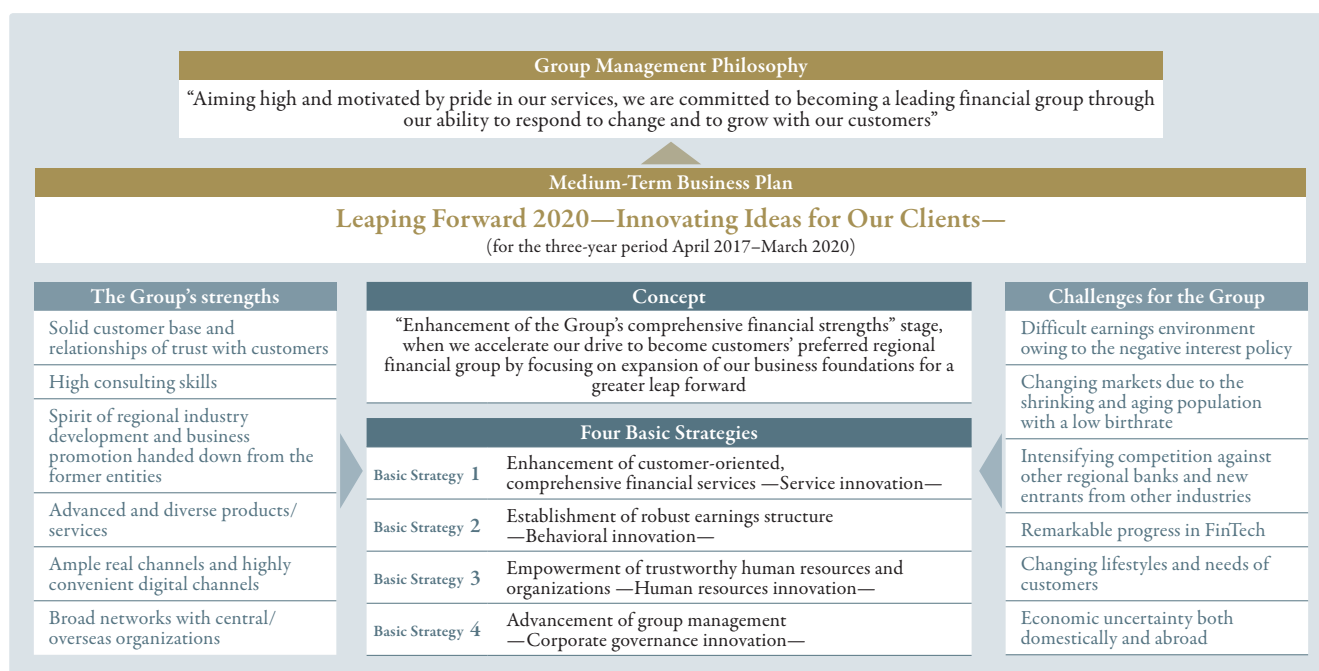 Group Management Philosophy
“Aiming high and motivated by pride in our services, we are committed to becoming a leading financial group through
our ability to respond to change and to grow with our customers”
Medium-Term Business Plan
Leaping Forward 2020—Innovating Ideas for Our Clients—
(for the three-year period April 2017–March 2020)
The Group’s strengths
Solid customer base and
relationships of trust with customers
High consulting skills
Spirit of regional industry
development and business
promotion handed down from the
former entities
Advanced and diverse products/
services
Ample real channels and highly
convenient digital channels
Broad networks with central/
overseas organizations
Concept
“Enhancement of the Group’s comprehensive financial strengths” stage,
when we accelerate our drive to become customers’ preferred regional
financial group by focusing on expansion of our business foundations for a
greater leap forward
Four Basic Strategies
Basic Strategy 1
Enhancement of customer-oriented,
comprehensive financial services —Service innovation—
Basic Strategy 2
Establishment of robust earnings structure
—Behavioral innovation—
Basic Strategy 3
Empowerment of trustworthy human resources and
organizations —Human resources innovation—
Basic Strategy 4
Advancement of group management
—Corporate governance innovation—
Challenges for the Group
Difficult earnings environment
owing to the negative interest policy
Changing markets due to the
shrinking and aging population
with a low birthrate
Intensifying competition against
other regional banks and new
entrants from other industries
Remarkable progress in FinTech
Changing lifestyles and needs of
customers
Economic uncertainty both
domestically and abroad